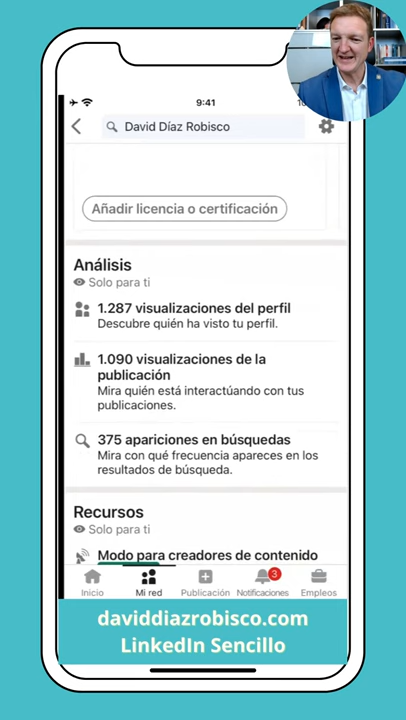 9:41
David Díaz Robisco
Añadir licencia o certificación
Análisis
Solo para ti
1.287 visualizaciones del perfil
Descubre quién ha visto tu perfil.
1.090 visualizaciones de la
publicación
Mira quién está interactúando con tus
publicaciones.
375 apariciones en búsquedas
Mira con qué frecuencia apareces en los
resultados de búsqueda.
Recursos
Solo para ti
Modo para creadores de contenido
3
Inicio Mi red Publicación Notificaciones Empleos
daviddiazrobisco.com
LinkedIn Sencillo